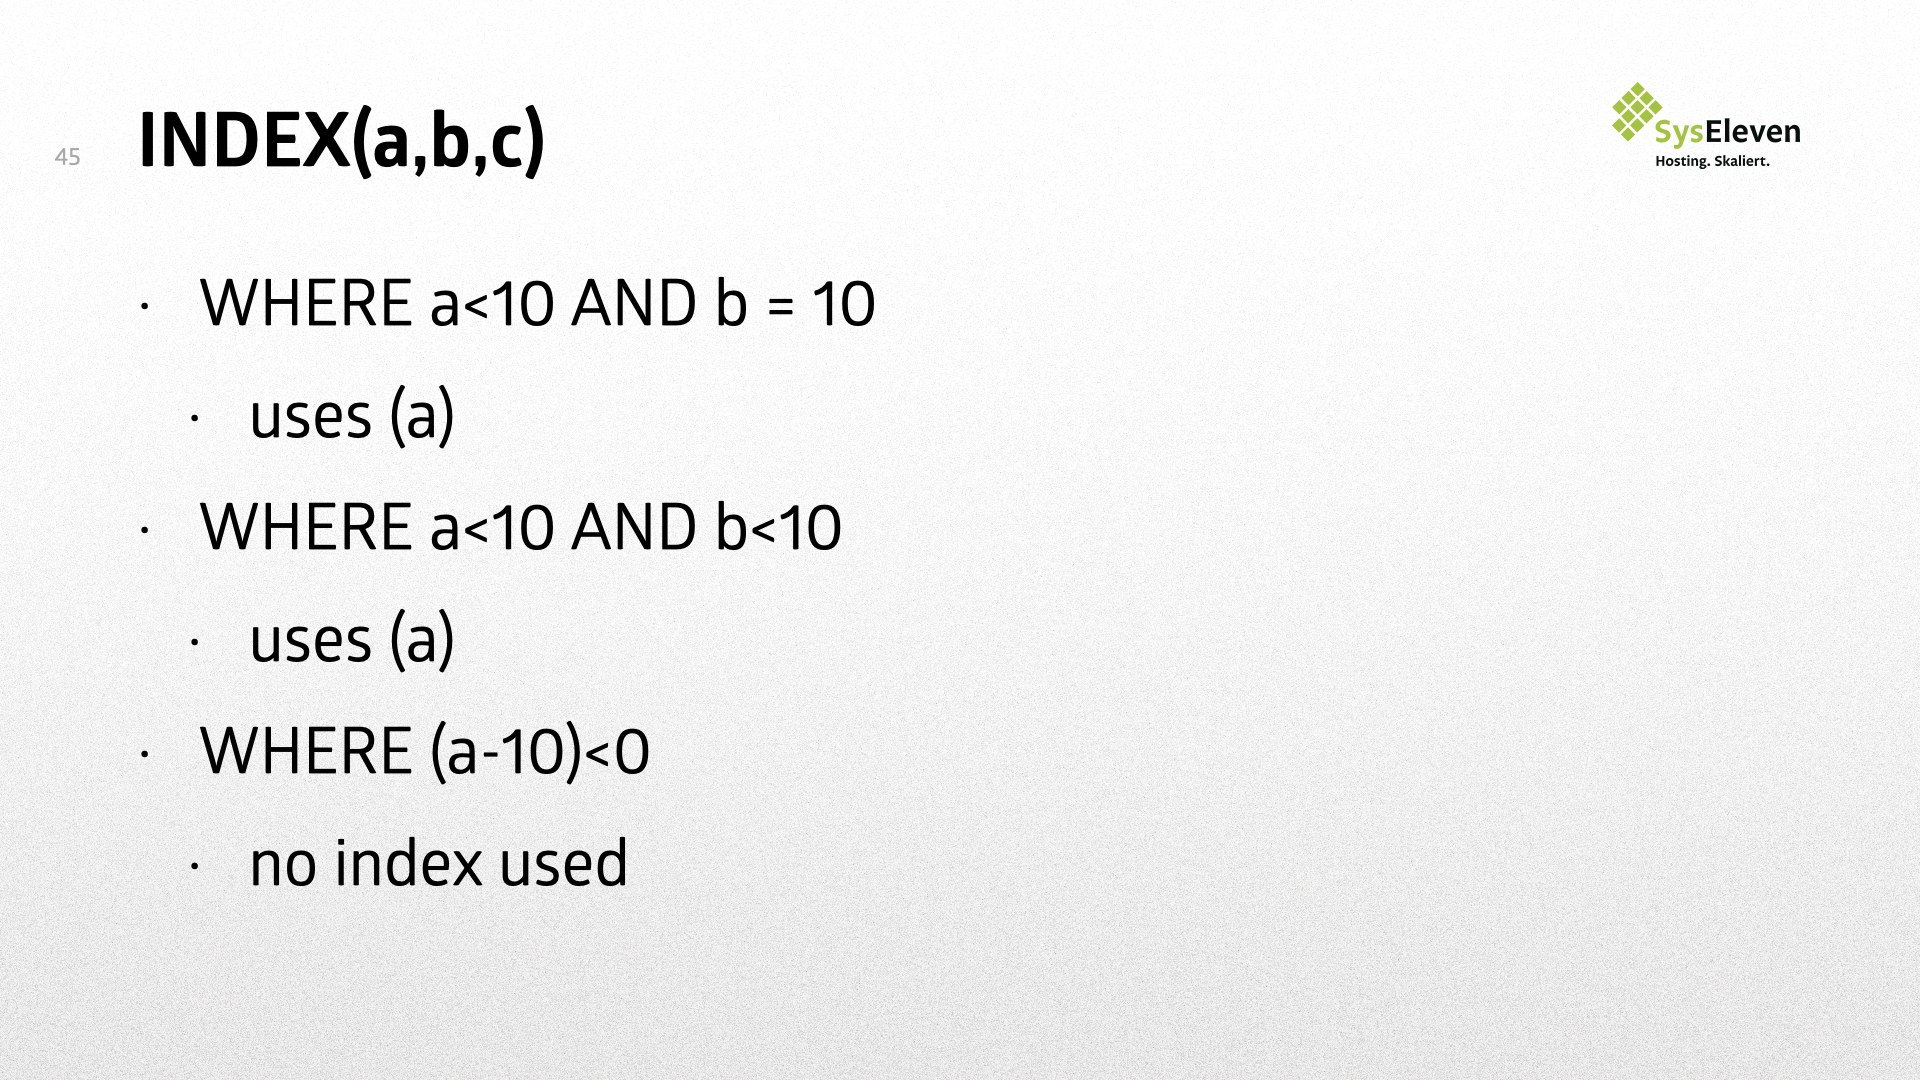 45
INDEX(a,b,c)
SysEleven
Hosting. Skaliert.
· WHERE a<10 AND b = 10
· uses (a)
· WHERE a<10 AND b<10
· uses (a)
· WHERE (a-10)<0
· no index used